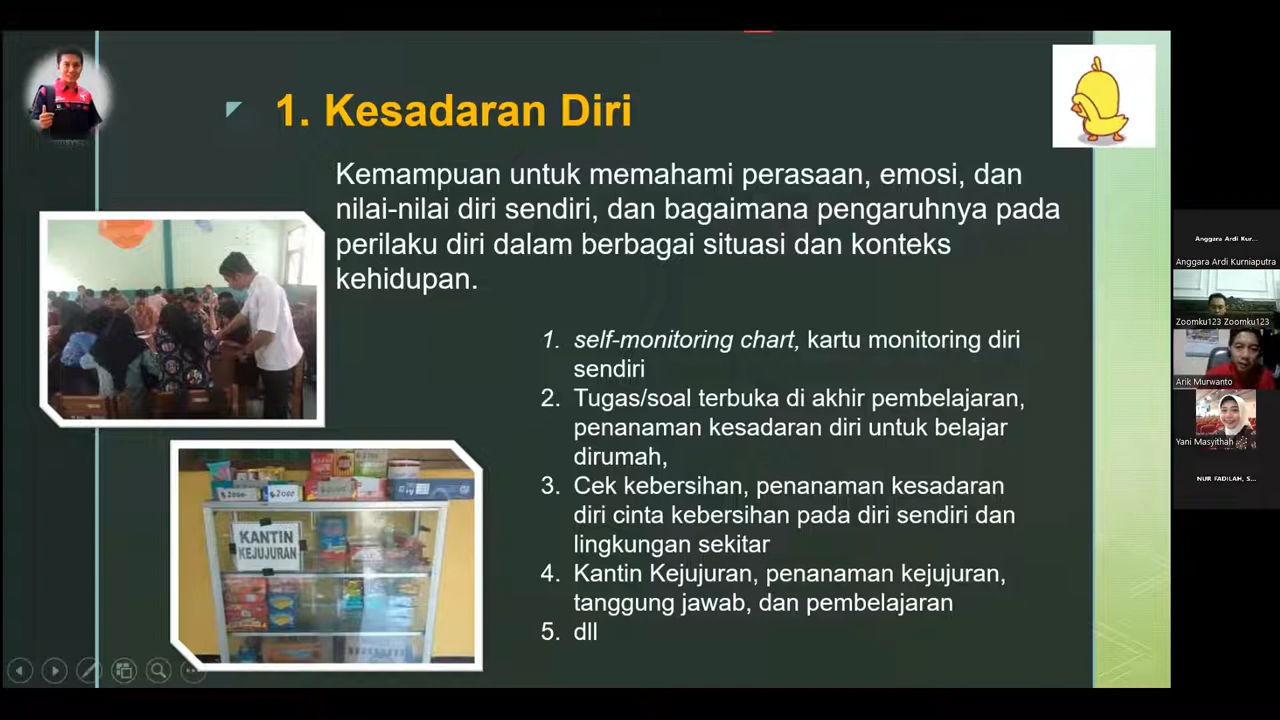 1. Kesadaran Diri
Kemampuan untuk memahami perasaan, emosi, dan
nilai-nilai diri sendiri, dan bagaimana pengaruhnya pada
perilaku diri dalam berbagai situasi dan konteks
kehidupan.
1. self-monitoring chart, kartu monitoring diri
sendiri
2. Tugas/soal terbuka di akhir pembelajaran,
penanaman kesadaran diri untuk belajar
dirumah,
3. Cek kebersihan, penanaman kesadaran
diri cinta kebersihan pada diri sendiri dan
lingkungan sekitar
4. Kantin Kejujuran, penanaman kejujuran,
tanggung jawab, dan pembelajaran
5. dll
KANTIN
KEJUJURAN
Anggara Ardi Kur...
Anggara Ardi Kurniaputra
Zoomku123 Zoomku123
Arik Murwanto
Yani Masyithah
NUR FADILAH, S...